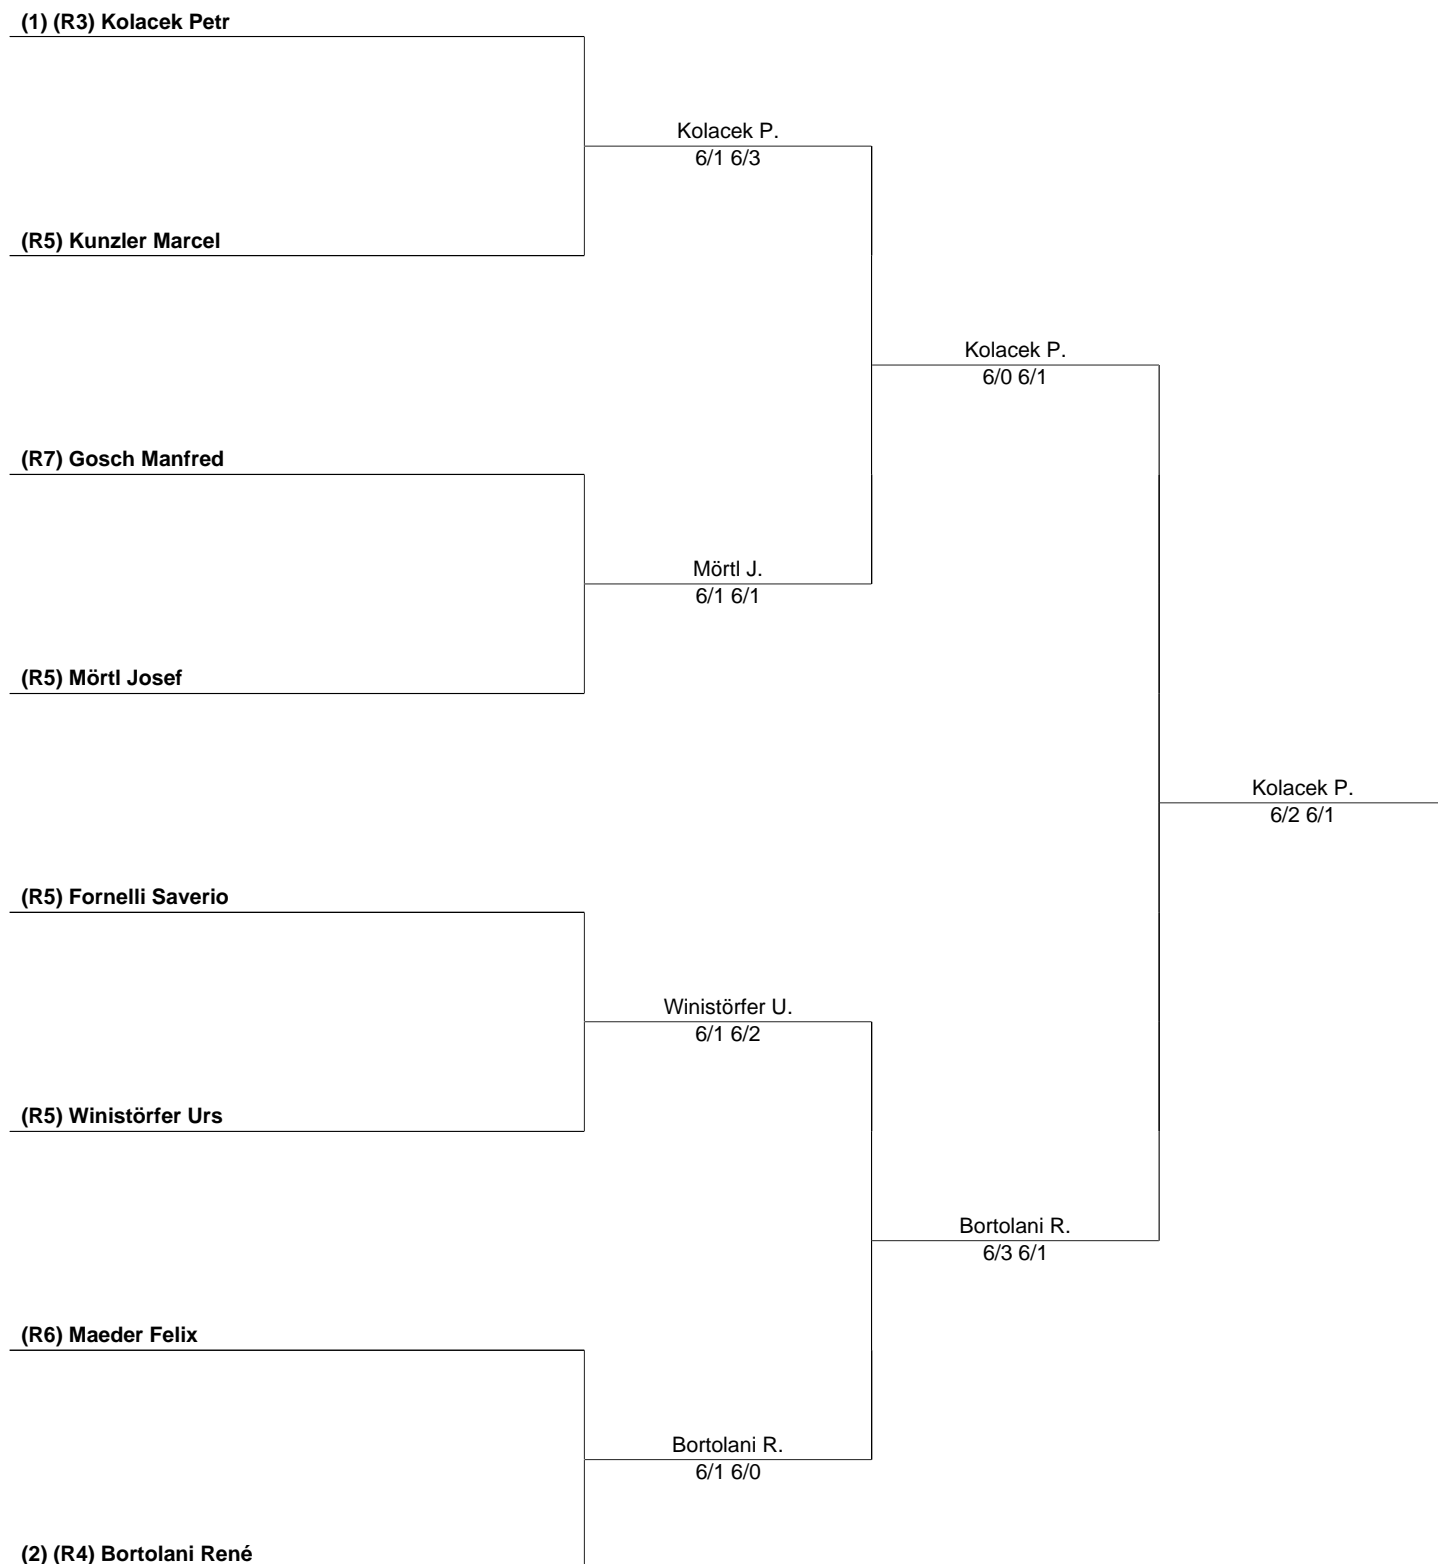 (1) (R3) Kolacek Petr
Kolacek P.
6/1 6/3
(R5) Kunzler Marcel
Kolacek P.
6/0 6/1
(R7) Gosch Manfred
Mörtl J.
6/1 6/1
(R5) Mörtl Josef
Kolacek P.
6/2 6/1
(R5) Fornelli Saverio
Winistörfer U.
6/1 6/2
(R5) Winistörfer Urs
Bortolani R.
6/3 6/1
(R6) Maeder Felix
Bortolani R.
6/1 6/0
(2) (R4) Bortolani René